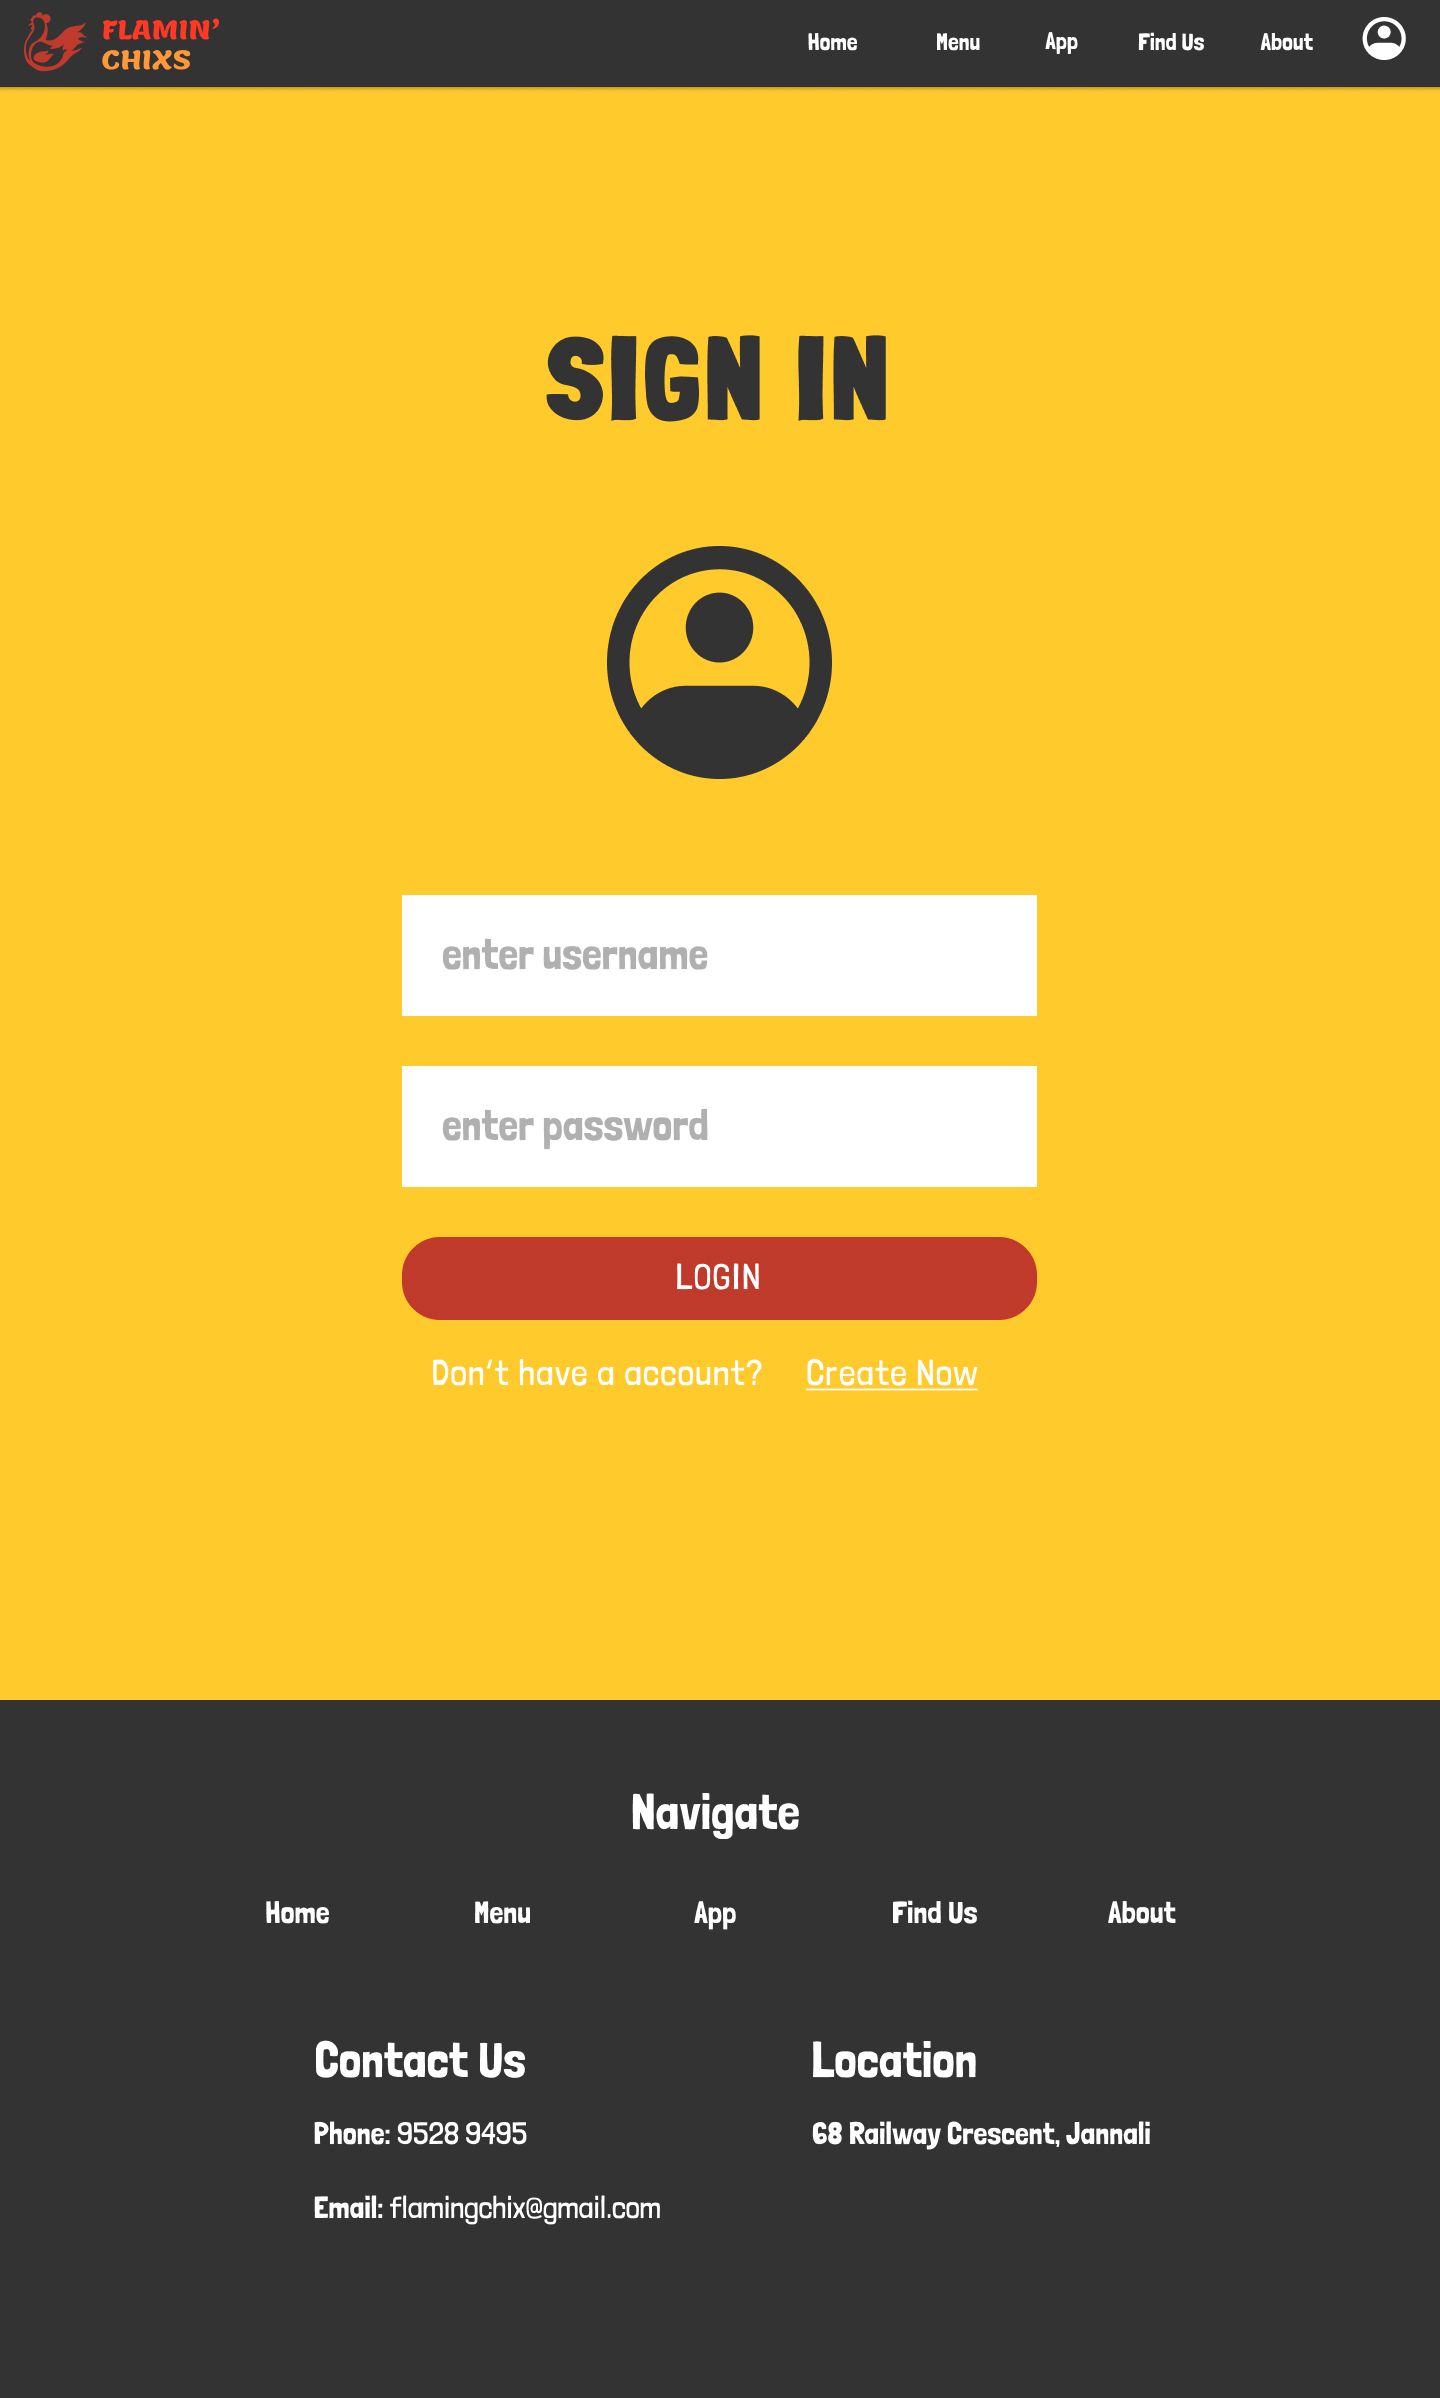 FLAMIN’
CHIXS
Home Menu App Find Us About
SIGN IN
enter username
enter password
LOGIN
Don’t have a account? Create Now
Navigate
Home Menu App Find Us About
Contact Us
Phone: 9528 9495
Email: flamingchix@gmail.com
Location
68 Railway Crescent, Jannali